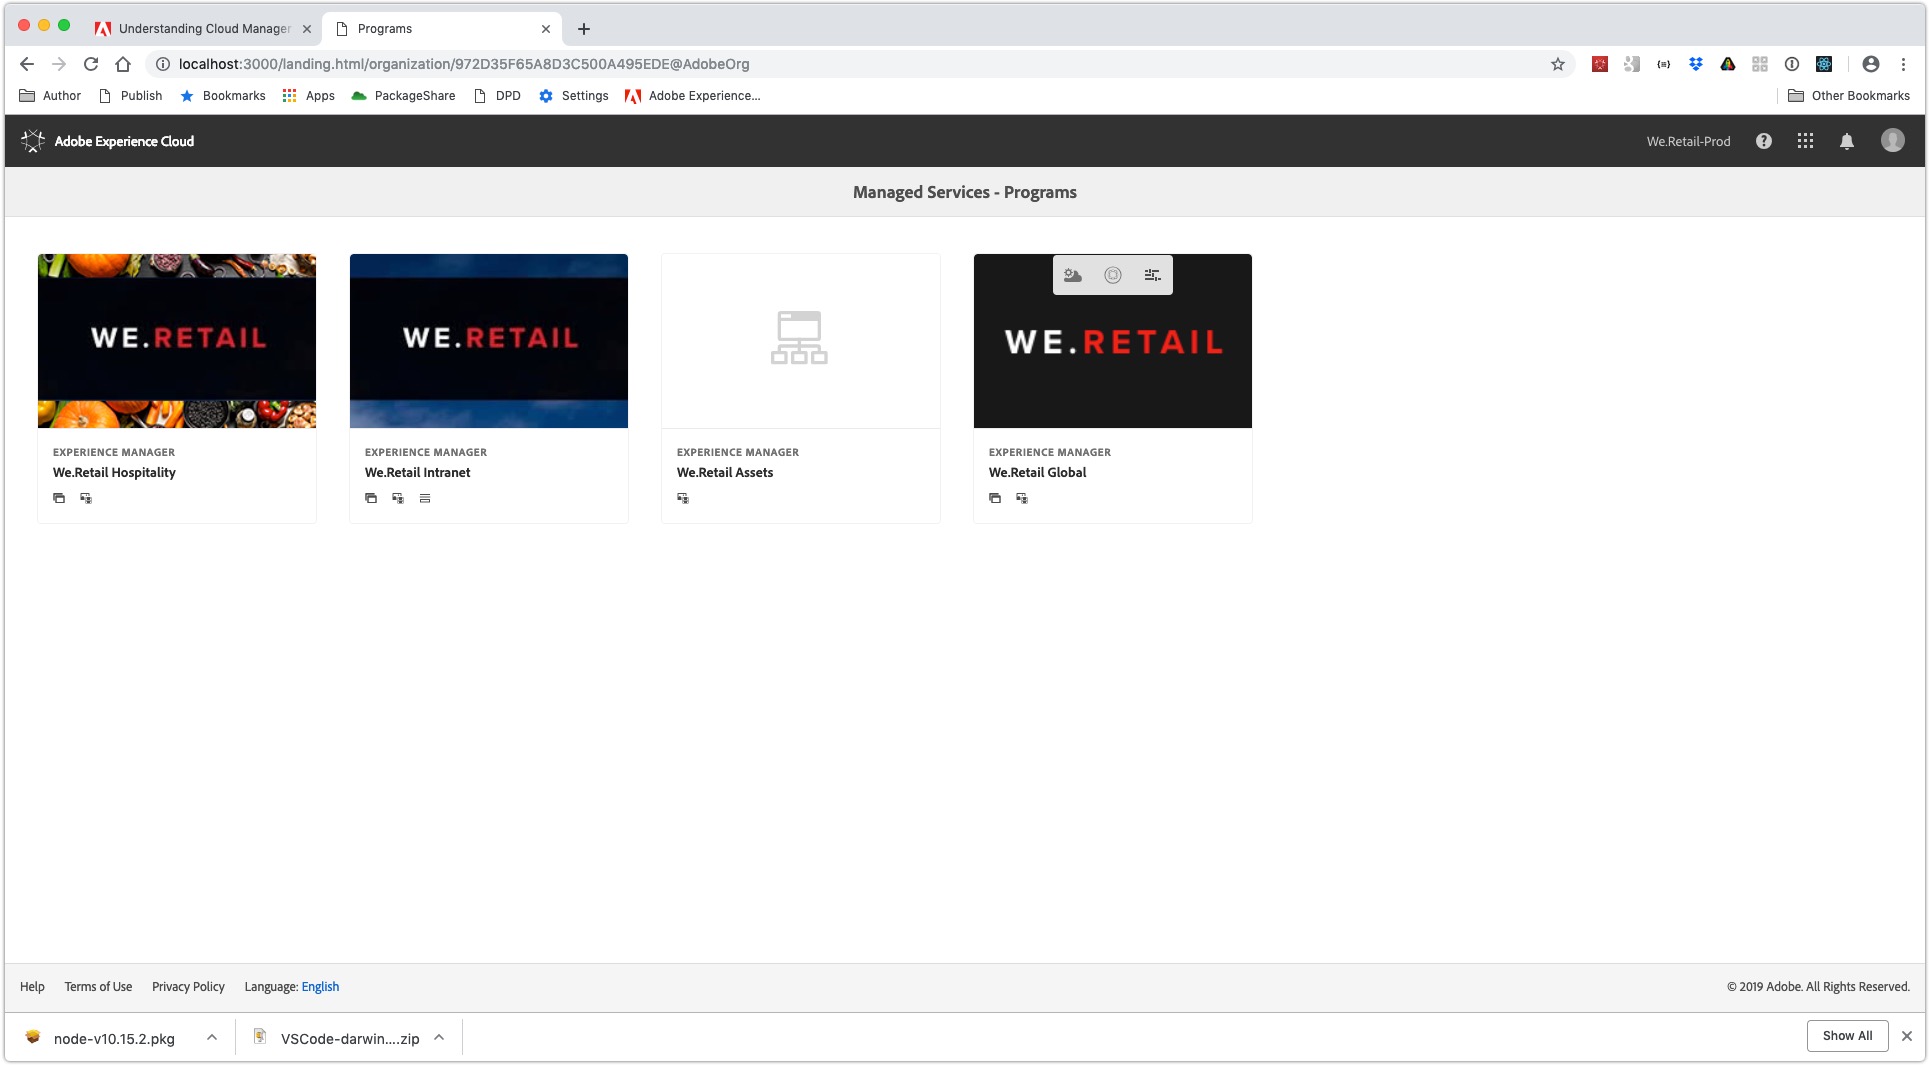 Understanding Cloud Manager
Programs
localhost:3000/landing.html/organization/972D35F65A8D3C500A495EDE@AdobeOrg
Author Publish Bookmarks Apps PackageShare DPD Settings Adobe Experience... Other Bookmarks
Adobe Experience Cloud We.Retail-Prod
Managed Services - Programs
WE.RETAIL
EXPERIENCE MANAGER
We.Retail Hospitality
WE.RETAIL
EXPERIENCE MANAGER
We.Retail Intranet
EXPERIENCE MANAGER
We.Retail Assets
WE.RETAIL
EXPERIENCE MANAGER
We.Retail Global
Help Terms of Use Privacy Policy Language: English © 2019 Adobe. All Rights Reserved.
node-v10.15.2.pkg VSCode-darwin....zip Show All